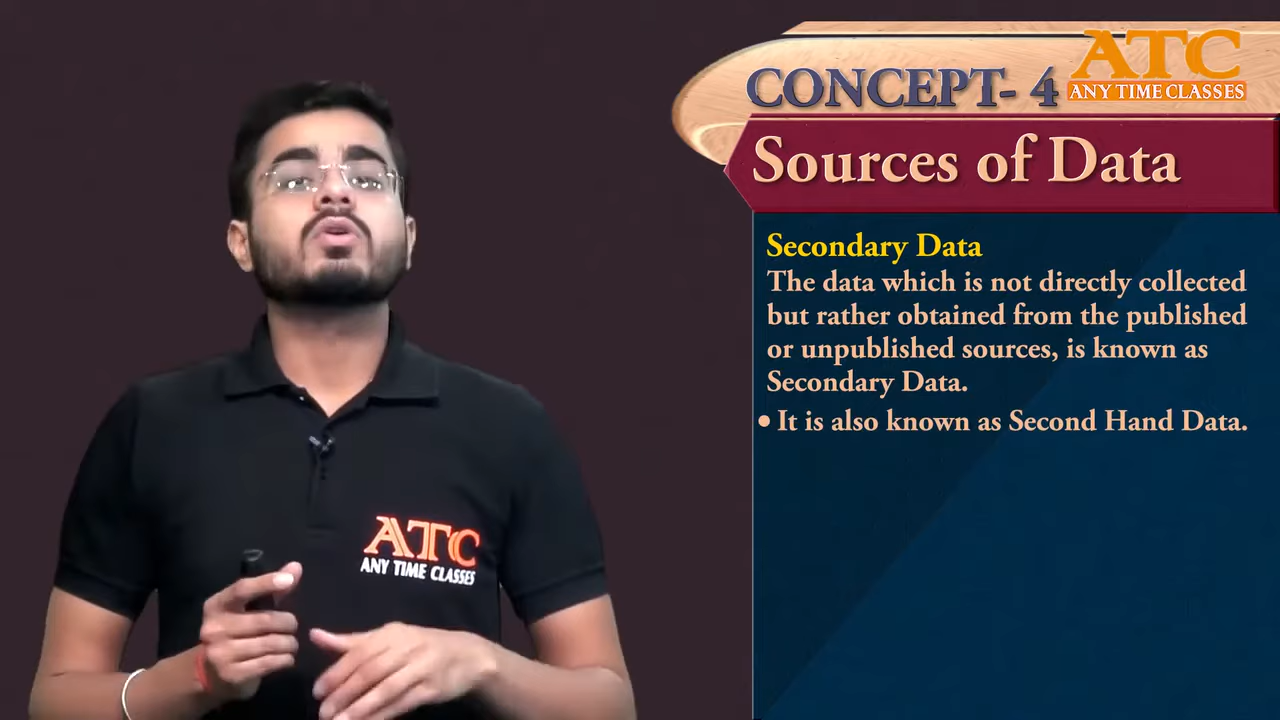 CONCEPT- 4
ATC
ANY TIME CLASSES
Sources of Data
Secondary Data
The data which is not directly collected
but rather obtained from the published
or unpublished sources, is known as
Secondary Data.
• It is also known as Second Hand Data.
ATC
ANY TIME CLASSES